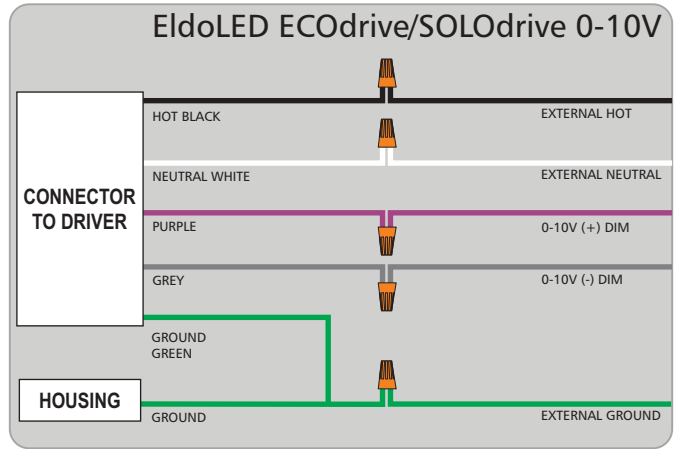 EldoLED ECOdrive/SOLOdrive 0-10V
HOT BLACK
EXTERNAL HOT
NEUTRAL WHITE
EXTERNAL NEUTRAL
CONNECTOR
TO DRIVER
PURPLE
0-10V (+) DIM
GREY
0-10V (-) DIM
GROUND
GREEN
HOUSING
GROUND
EXTERNAL GROUND